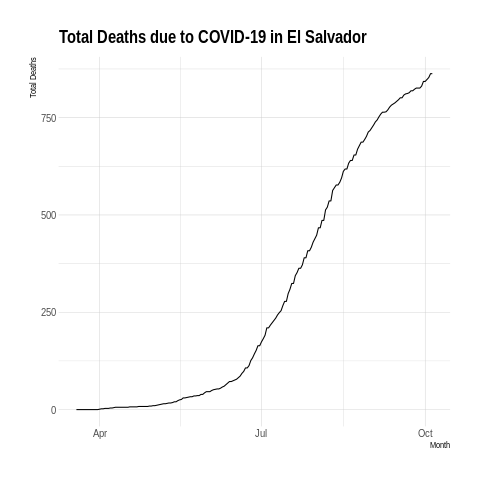 Total Deaths due to COVID-19 in El Salvador
Total Deaths
750
500
250
0
Apr
Jul
Oct
Month